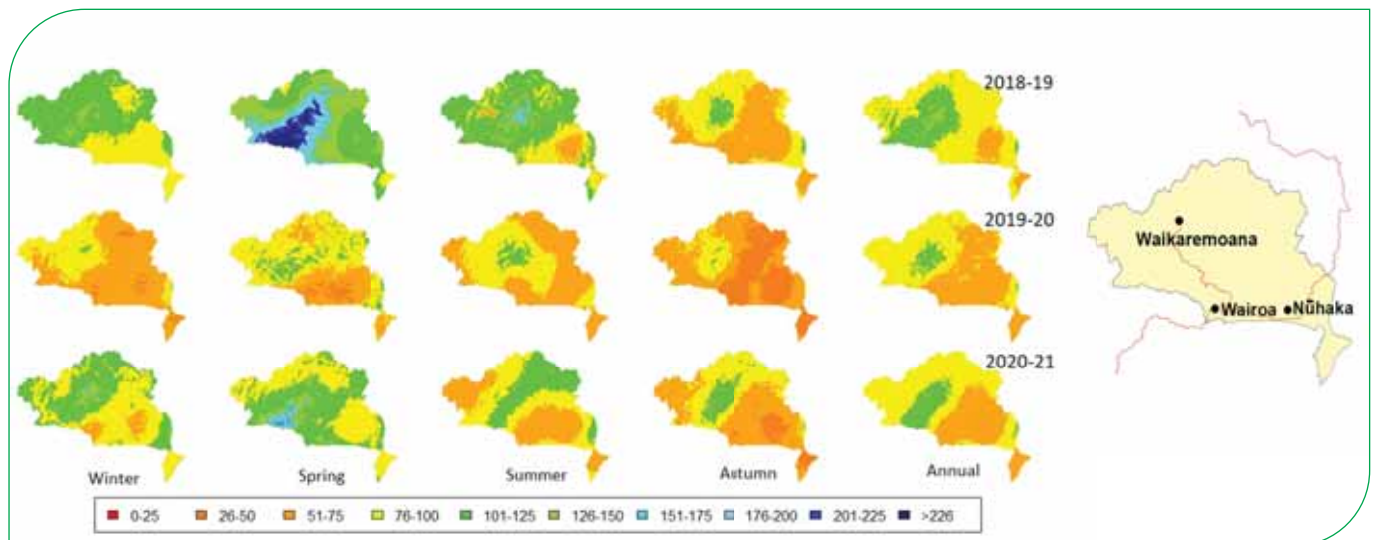 2018-19
2019-20
2020-21
Winter Spring Summer Astumn Annual
0-25 26-50 51-75 76-100 101-125 126-150 151-175 176-200 201-225 >226
Waikaremoana
Wairoa Nūhaka